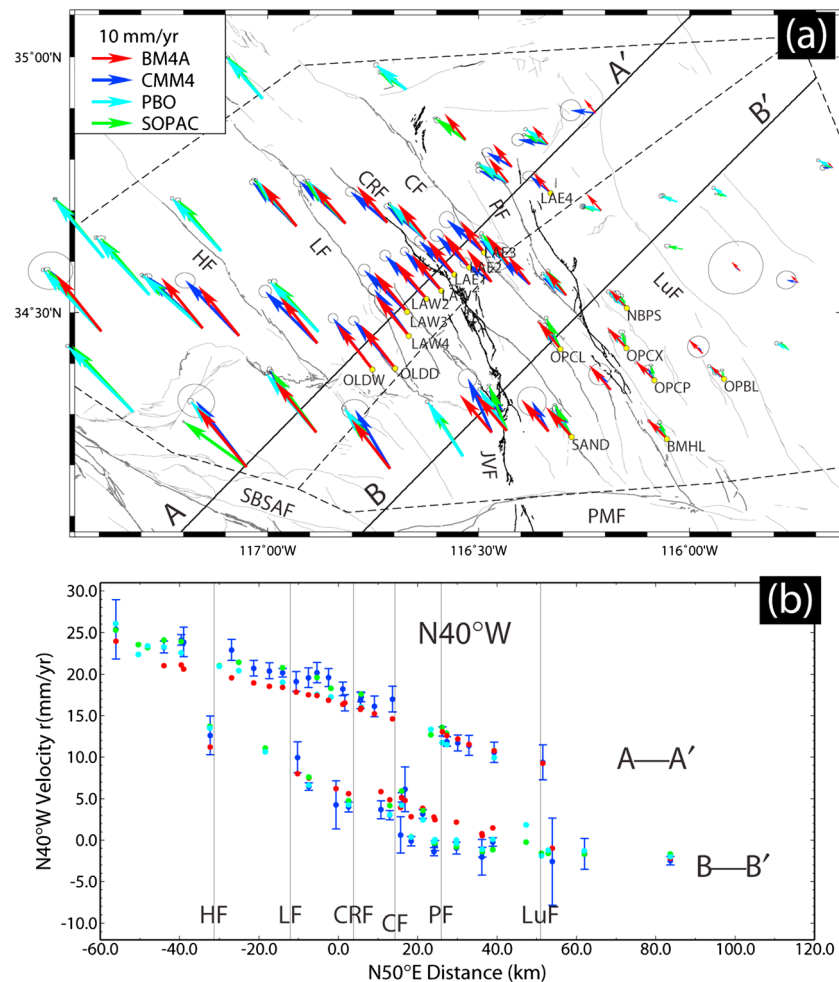 10 mm/yr
BM4A
CMM4
PBO
SOPAC
(a)
35°00'N
34°30'N
A'
B'
CRF
CF
PF
LAE4
HF
LF
LuF
LAE3
LAE2
LAE1
LAW2
LAW3
LAW4
NBPS
OLDW
OLDD
OPCL
OPCX
OPCP
OPBL
SAND
BMHL
JVF
A
B
SBSAF
PMF
117°00'W
116°30'W
116°00'W
(b)
N40°W
30.0
25.0
20.0
15.0
10.0
5.0
0.0
-5.0
-10.0
N40°W Velocity r(mm/yr)
A—A'
B—B'
HF
LF
CRF
CF
PF
LuF
-60.0 -40.0 -20.0 0.0 20.0 40.0 60.0 80.0 100.0 120.0
N50°E Distance (km)